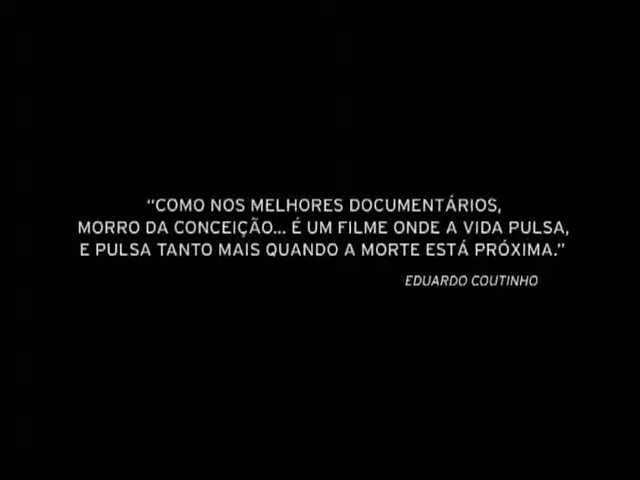 “COMO NOS MELHORES DOCUMENTÁRIOS,
MORRO DA CONCEIÇÃO... É UM FILME ONDE A VIDA PULSA,
E PULSA TANTO MAIS QUANDO A MORTE ESTÁ PRÓXIMA.”
EDUARDO COUTINHO